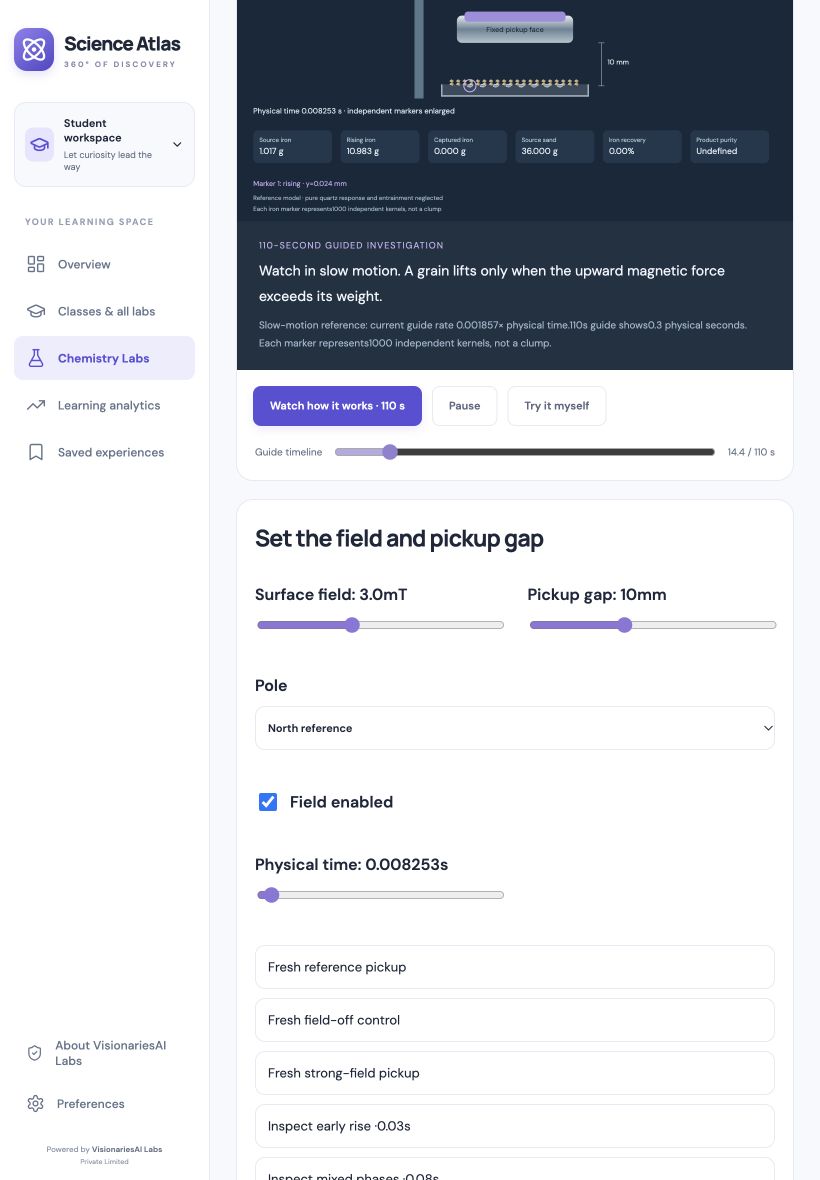 Science Atlas
360° OF DISCOVERY
Student
workspace
Let curiosity lead the
way
YOUR LEARNING SPACE
Overview
Classes & all labs
Chemistry Labs
Learning analytics
Saved experiences
About VisionariesAI
Labs
Preferences
Powered by VisionariesAI Labs
Private Limited
Fixed pickup face
10 mm
Physical time 0.008253 s · independent markers enlarged
Source iron
1.017 g
Rising iron
10.983 g
Captured iron
0.000 g
Source sand
36.000 g
Iron recovery
0.00%
Product purity
Undefined
Marker 1: rising · y=0.024 mm
Reference model · pure quartz response and entrainment neglected
Each iron marker represents1000 independent kernels, not a clump
110-SECOND GUIDED INVESTIGATION
Watch in slow motion. A grain lifts only when the upward magnetic force
exceeds its weight.
Slow-motion reference: current guide rate 0.001857× physical time.110s guide shows0.3 physical seconds.
Each marker represents1000 independent kernels, not a clump.
Watch how it works · 110 s
Pause
Try it myself
Guide timeline
14.4 / 110 s
Set the field and pickup gap
Surface field: 3.0mT
Pickup gap: 10mm
Pole
North reference
Field enabled
Physical time: 0.008253s
Fresh reference pickup
Fresh field-off control
Fresh strong-field pickup
Inspect early rise ·0.03s
Inspect mixed phases ·0.08s